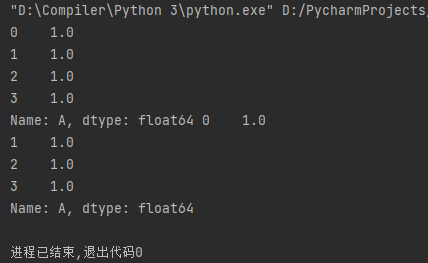 "D:\Compiler\Python 3\python.exe" D:/PycharmProjects/
0    1.0
1    1.0
2    1.0
3    1.0
Name: A, dtype: float64 0    1.0
1    1.0
2    1.0
3    1.0
Name: A, dtype: float64
进程已结束,退出代码0